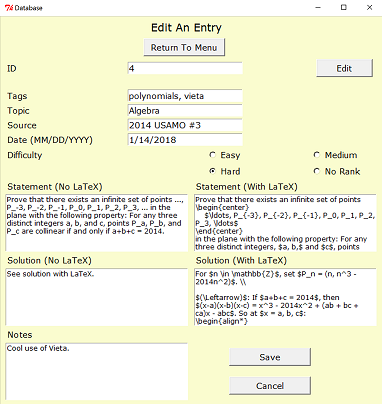 Database
Edit An Entry
Return To Menu
ID
4
Edit
Tags
polynomials, vieta
Topic
Algebra
Source
2014 USAMO #3
Date (MM/DD/YYYY)
1/14/2018
Difficulty
Easy
Medium
Hard
No Rank
Statement (No LaTeX)
Prove that there exists an infinite set of points ...,
P_-3, P_-2, P_-1, P_0, P_1, P_2, P_3, ... in the
plane with the following property: For any three
distinct integers a, b, and c, points P_a, P_b, and
P_c are collinear if and only if a+b+c = 2014.
Statement (With LaTeX)
Prove that there exists an infinite set of points
\begin{center}
$\ldots, P_{-3}, P_{-2}, P_{-1}, P_0, P_1, P_2,
P_3, \ldots$
\end{center}
in the plane with the following property: For any
three distinct integers, $a,$ b,$ and $c$, points
Solution (No LaTeX)
See solution with LaTeX.
Solution (With LaTeX)
For $n \in \mathbb{Z}$, set $P_n = (n, n^3 -
2014n^2)$. \\
$(\Leftarrow)$: If $a+b+c = 2014$, then
$(x-a)(x-b)(x-c) = x^3 - 2014x^2 + (ab + bc +
ca)x - abc$. So at $x = a, b, c$:
\begin{align*}
Notes
Cool use of Vieta.
Save
Cancel